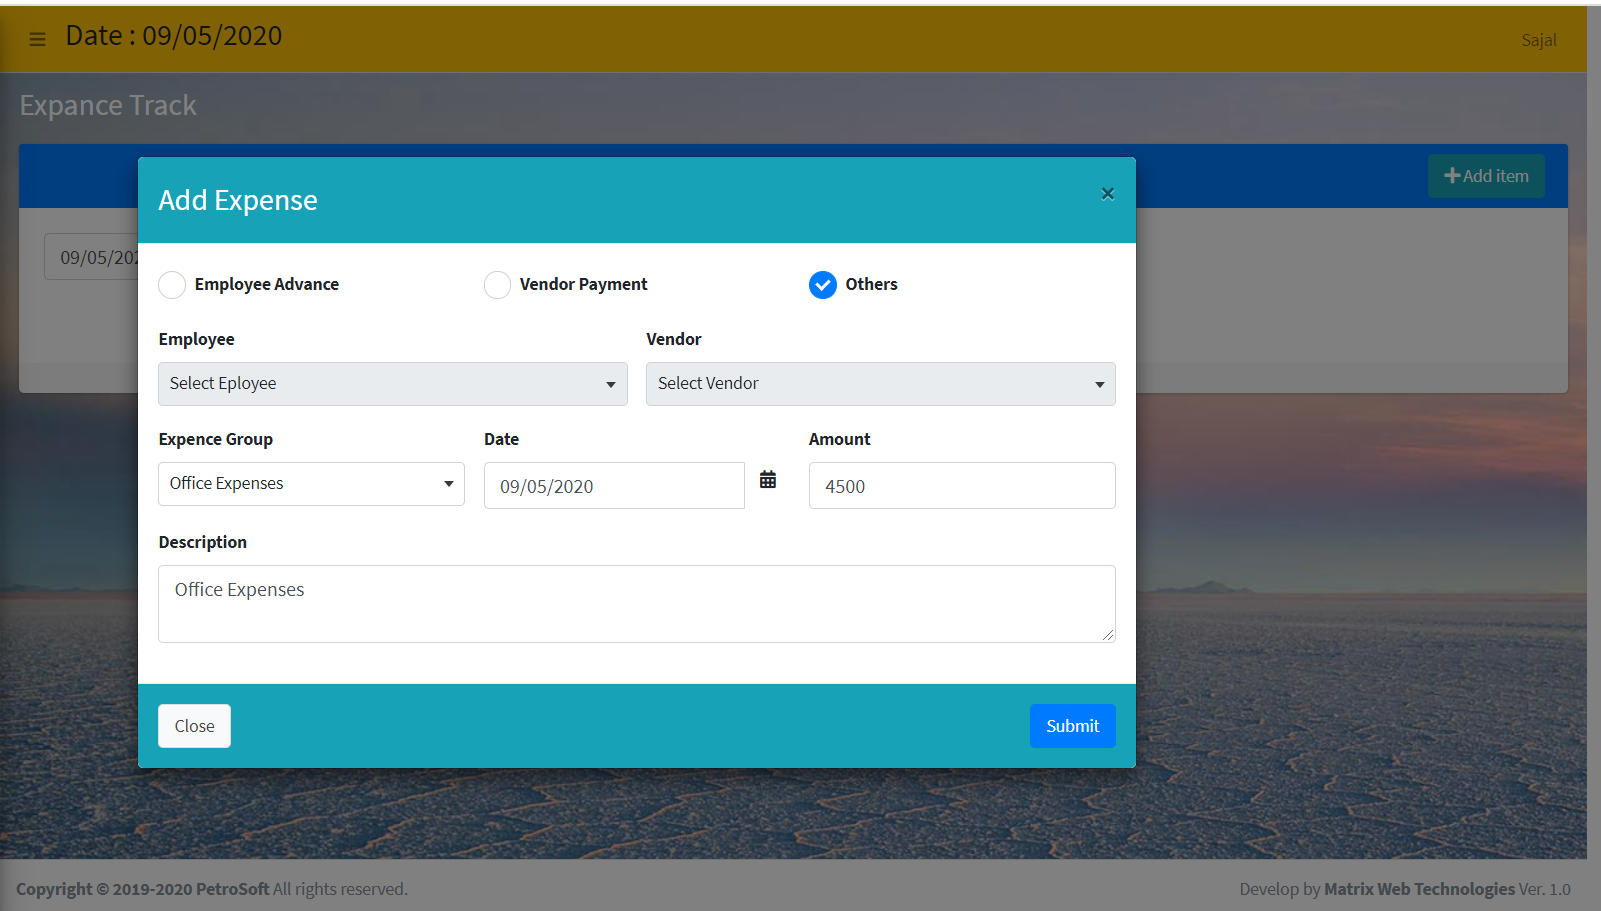 Date : 09/05/2020
Sajal
Expance Track
Add item
Add Expense
×
09/05/202
Employee Advance
Vendor Payment
Others
Employee
Vendor
Select Eployee
Select Vendor
Expence Group
Date
Amount
Office Expenses
09/05/2020
4500
Description
Office Expenses
Close
Submit
Copyright © 2019-2020 PetroSoft All rights reserved.
Develop by Matrix Web Technologies Ver. 1.0